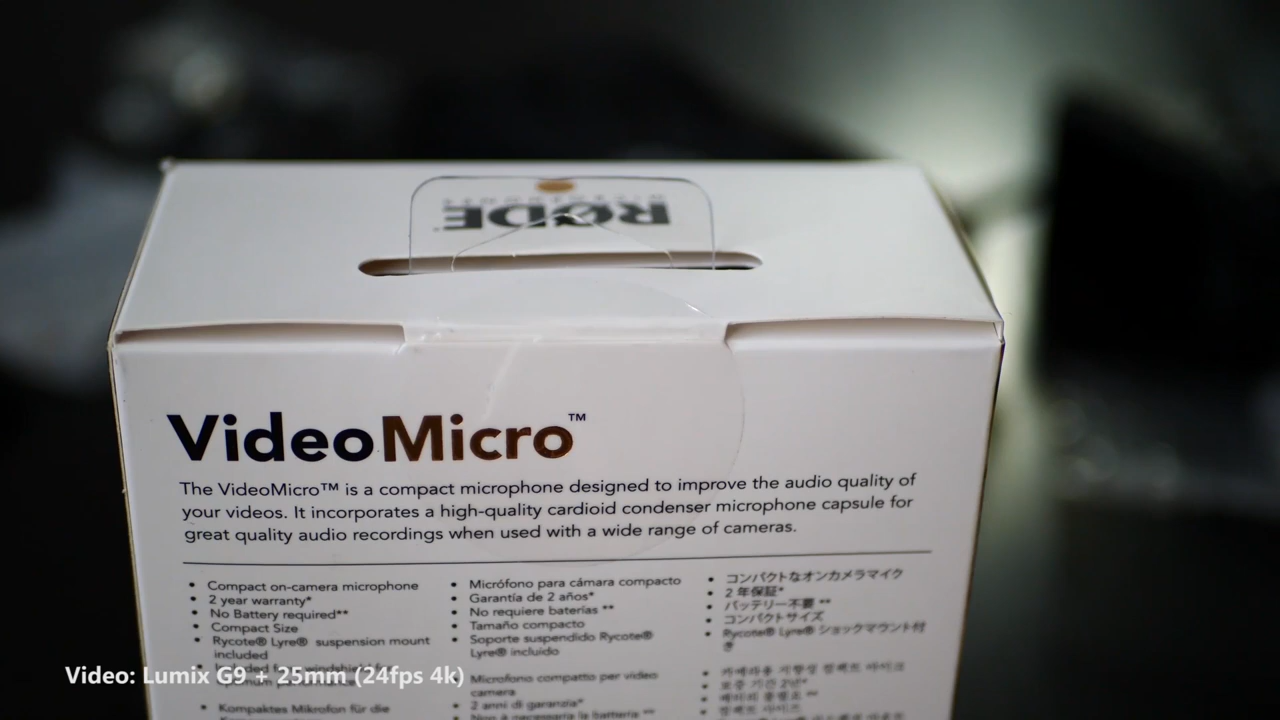 RØDE
VideoMicro™
The VideoMicro™ is a compact microphone designed to improve the audio quality of
your videos. It incorporates a high-quality cardioid condenser microphone capsule for
great quality audio recordings when used with a wide range of cameras.
• Compact on-camera microphone
• 2 year warranty*
• No Battery required**
• Compact Size
• Rycote® Lyre® suspension mount
included
• Included
• Kompaktes Mikrofon für die
• Micrófono para cámara compacto
• Garantía de 2 años*
• No requiere baterías **
• Tamaño compacto
• Soporte suspendido Rycote®
Lyre® incluido
• Microfono compatto per video
camera
• 2 anni di garanzia*
• Non è necessaria la batteria **
• コンパクトなオンカメラマイク
• 2 年保証*
• バッテリー不要 **
• コンパクトサイズ
• Rycote® Lyre® ショックマウント付
き
Video: Lumix G9 + 25mm (24fps 4k)